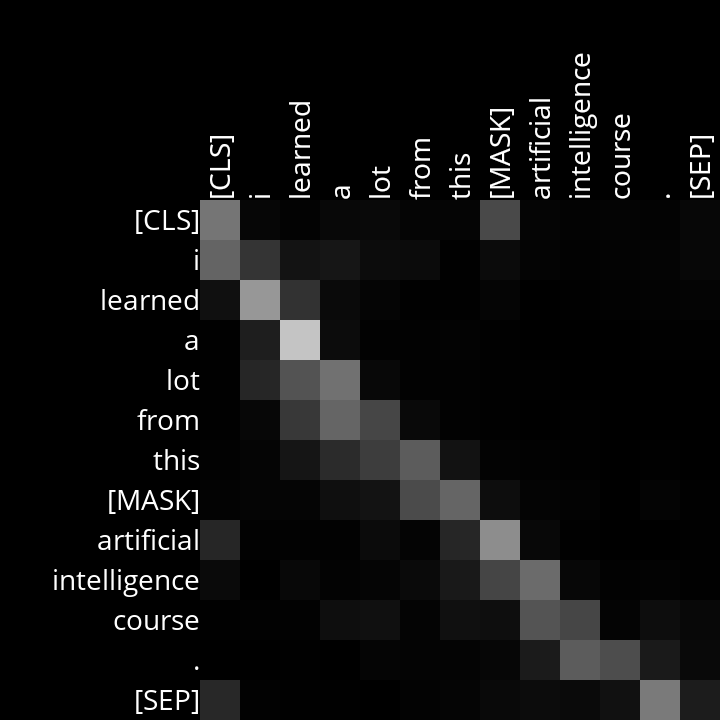 [CLS] i learned a lot from this [MASK] artificial intelligence course . [SEP]
[CLS]
i
learned
a
lot
from
this
[MASK]
artificial
intelligence
course
.
[SEP]